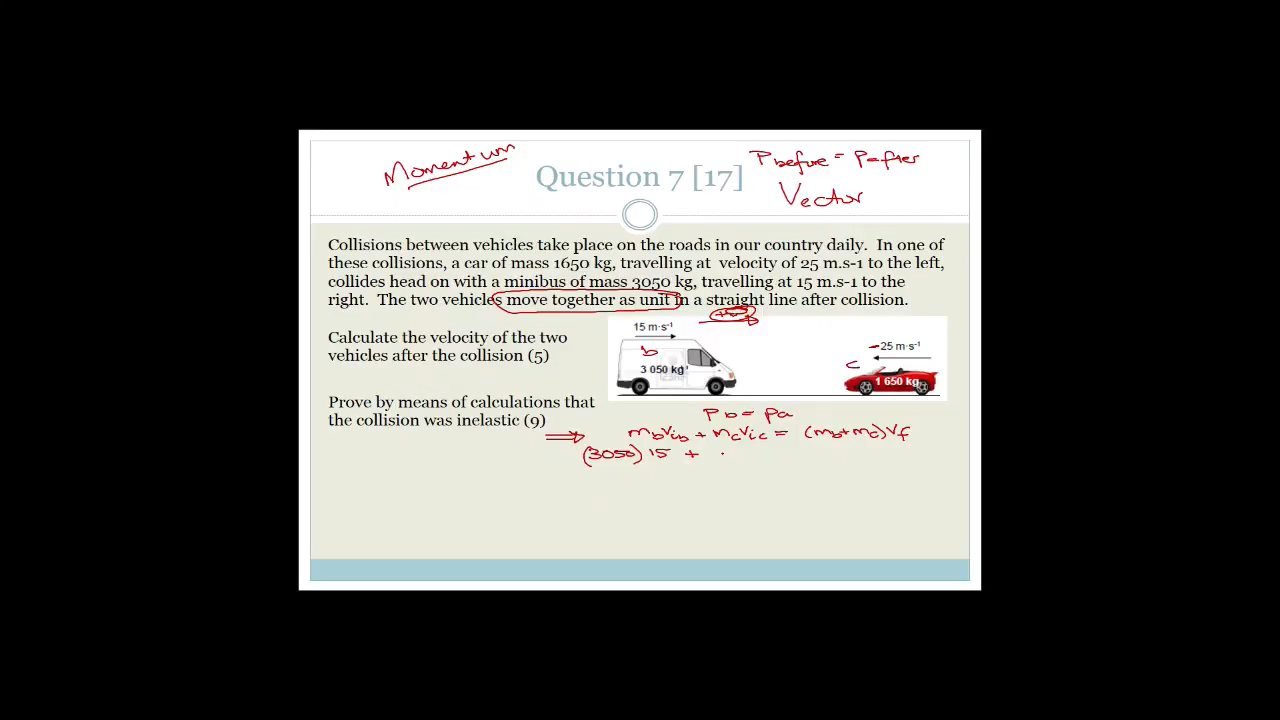 Momentum
Pbefore = Pafter
Question 7 [17]
Vector
Collisions between vehicles take place on the roads in our country daily. In one of
these collisions, a car of mass 1650 kg, travelling at velocity of 25 m.s-1 to the left,
collides head on with a minibus of mass 3050 kg, travelling at 15 m.s-1 to the
right. The two vehicles move together as unit in a straight line after collision.
Calculate the velocity of the two
vehicles after the collision (5)
Prove by means of calculations that
the collision was inelastic (9)
15 m·s⁻¹
b
3 050 kg
-25 m·s⁻¹
c
1 650 kg
Pb = Pa
mbvib + mcvic = (mb+mc)vf
(3050) 15 +